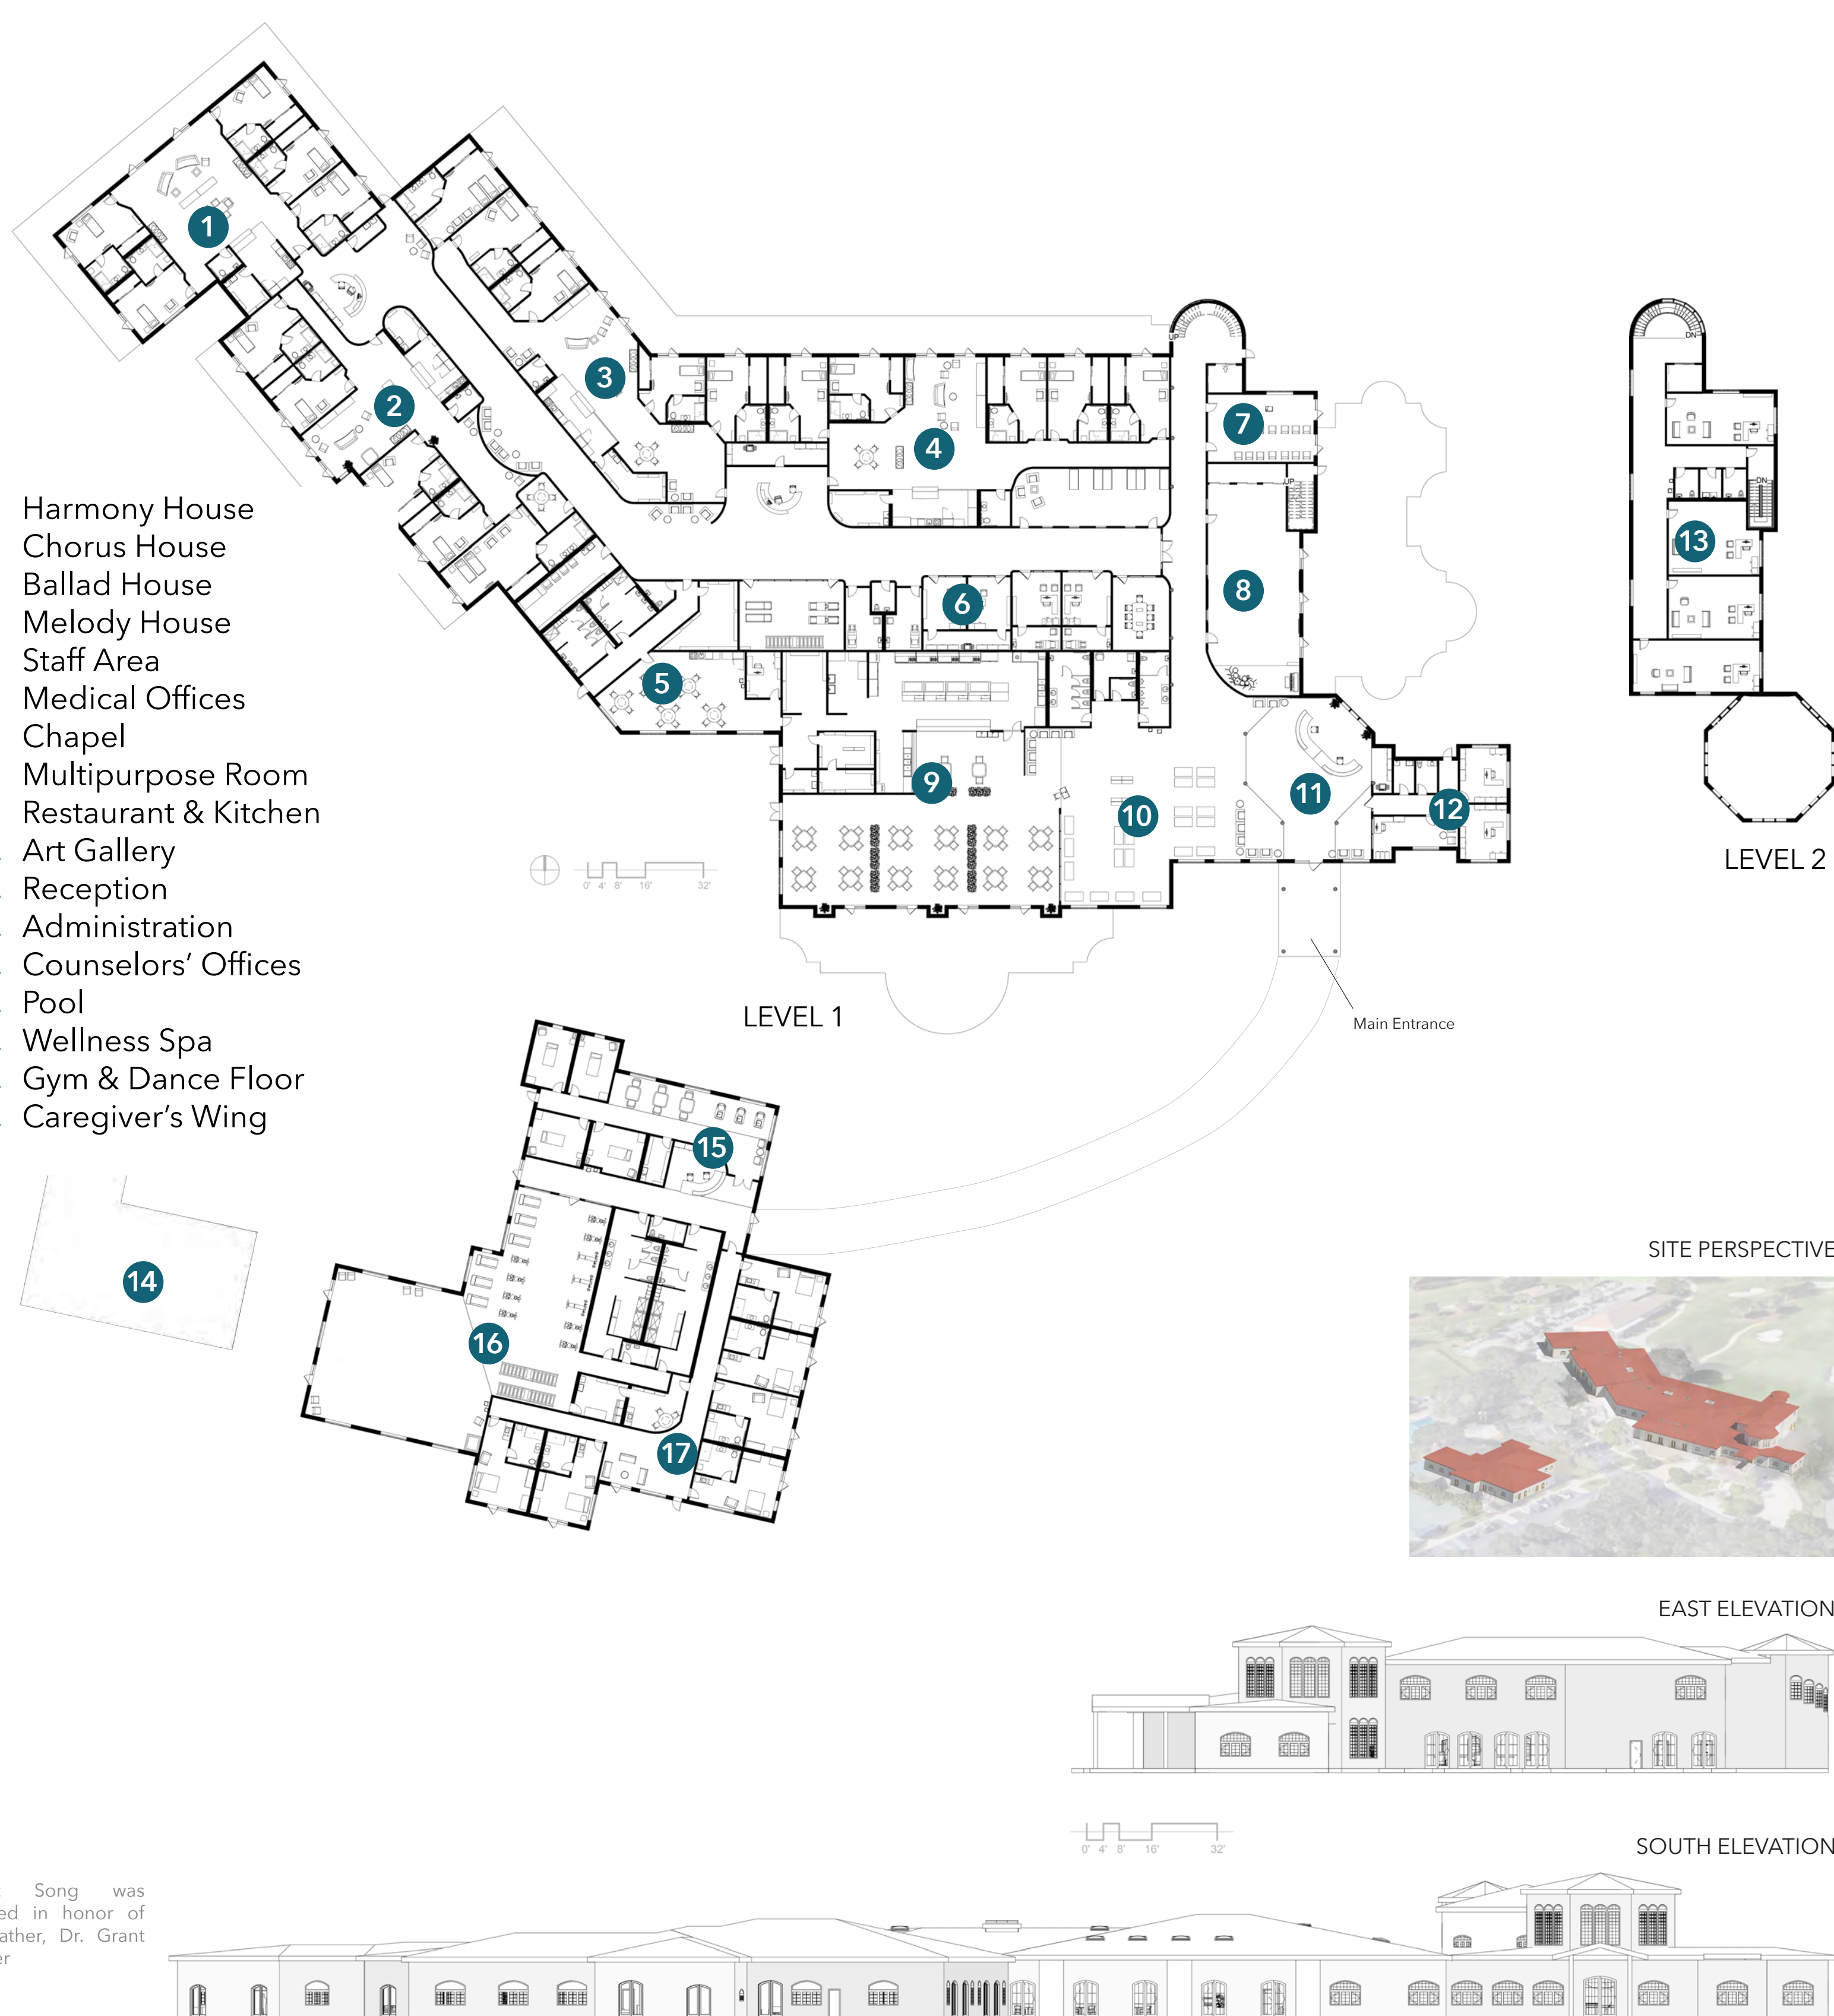 1
2
3
4
5
6
7
8
9
10
11
12
13
14
15
16
17
UP
UP
DN
DN
Harmony House
Chorus House
Ballad House
Melody House
Staff Area
Medical Offices
Chapel
Multipurpose Room
Restaurant & Kitchen
Art Gallery
Reception
Administration
Counselors’ Offices
Pool
Wellness Spa
Gym & Dance Floor
Caregiver’s Wing
0' 4' 8' 16' 32'
LEVEL 1
LEVEL 2
Main Entrance
SITE PERSPECTIVE
EAST ELEVATION
0' 4' 8' 16' 32'
SOUTH ELEVATION
Song was
in honor of
Dr. Grant